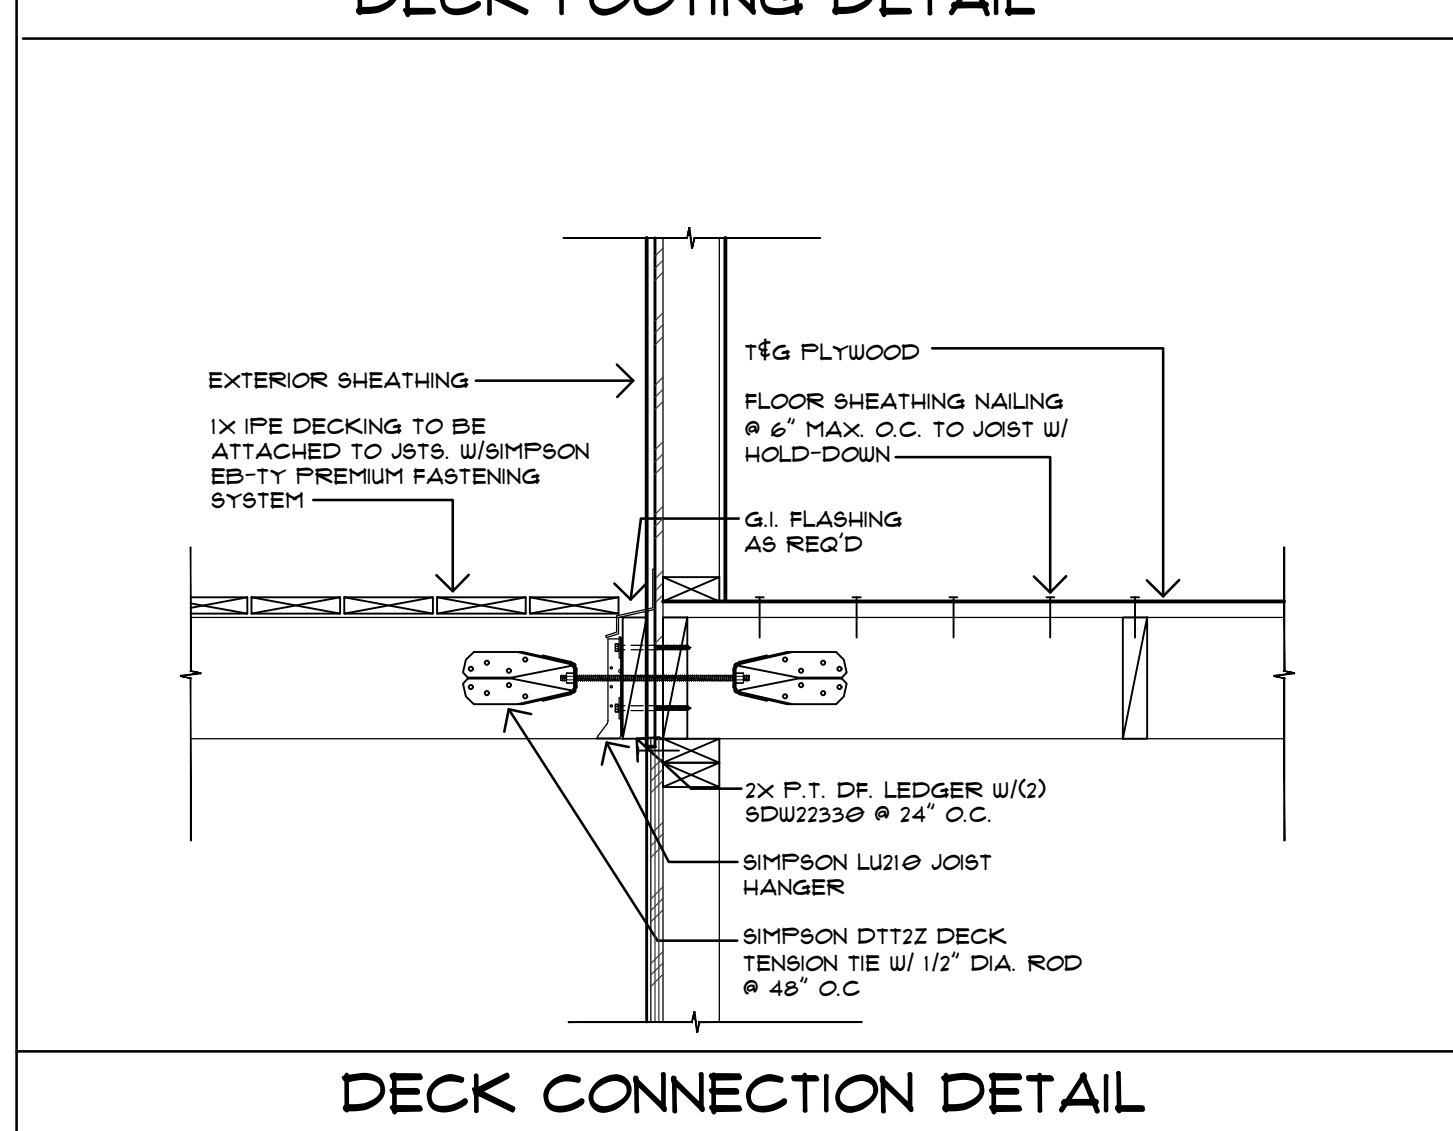 DECK FOOTING DETAIL
EXTERIOR SHEATHING
1X IPE DECKING TO BE
ATTACHED TO JSTS. W/SIMPSON
EB-TY PREMIUM FASTENING
SYSTEM
T&G PLYWOOD
FLOOR SHEATHING NAILING
@ 6" MAX. O.C. TO JOIST W/
HOLD-DOWN
G.I. FLASHING
AS REQ'D
2X P.T. DF. LEDGER W/(2)
SDW22330 @ 24" O.C.
SIMPSON LU210 JOIST
HANGER
SIMPSON DTT2Z DECK
TENSION TIE W/ 1/2" DIA. ROD
@ 48" O.C
DECK CONNECTION DETAIL